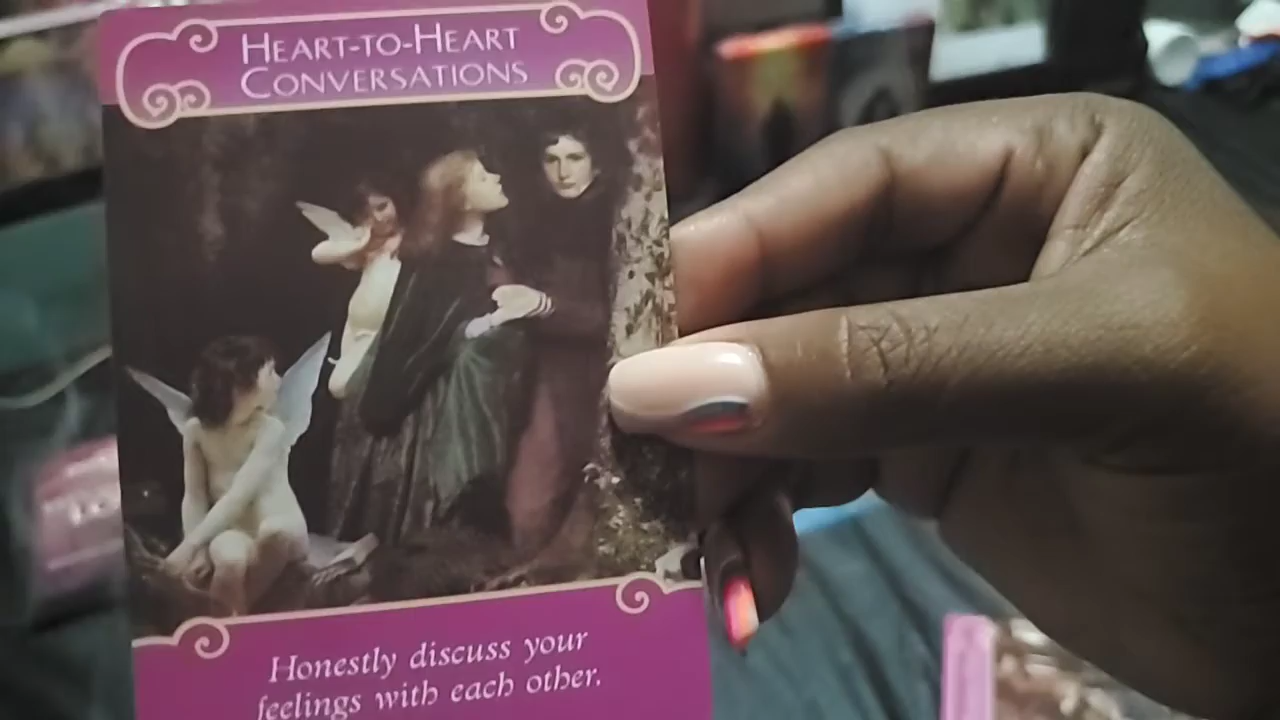 HEART-TO-HEART
CONVERSATIONS
Honestly discuss your
feelings with each other.